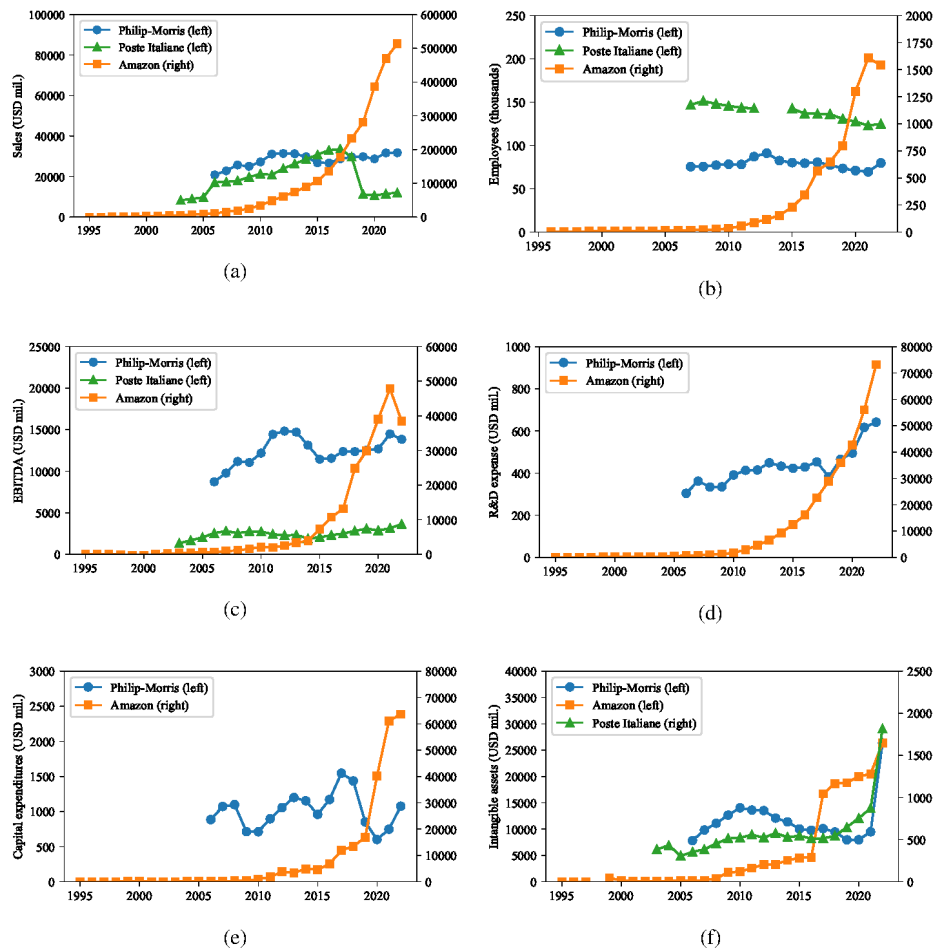 100000
80000
60000
40000
20000
0
Sales (USD mil.)
Philip-Morris (left)
Poste Italiane (left)
Amazon (right)
600000
500000
400000
300000
200000
100000
0
1995 2000 2005 2010 2015 2020
(a)
250
200
150
100
50
0
Employees (thousands)
Philip-Morris (left)
Poste Italiane (left)
Amazon (right)
2000
1750
1500
1250
1000
750
500
250
0
1995 2000 2005 2010 2015 2020
(b)
25000
20000
15000
10000
5000
0
EBITDA (USD mil.)
Philip-Morris (left)
Poste Italiane (left)
Amazon (right)
60000
50000
40000
30000
20000
10000
0
1995 2000 2005 2010 2015 2020
(c)
1000
800
600
400
200
0
R&D expense (USD mil.)
Philip-Morris (left)
Amazon (right)
80000
70000
60000
50000
40000
30000
20000
10000
0
1995 2000 2005 2010 2015 2020
(d)
3000
2500
2000
1500
1000
500
0
Capital expenditures (USD mil.)
Philip-Morris (left)
Amazon (right)
80000
70000
60000
50000
40000
30000
20000
10000
0
1995 2000 2005 2010 2015 2020
(e)
40000
35000
30000
25000
20000
15000
10000
5000
0
Intangible assets (USD mil.)
Philip-Morris (left)
Amazon (left)
Poste Italiane (right)
2500
2000
1500
1000
500
0
1995 2000 2005 2010 2015 2020
(f)